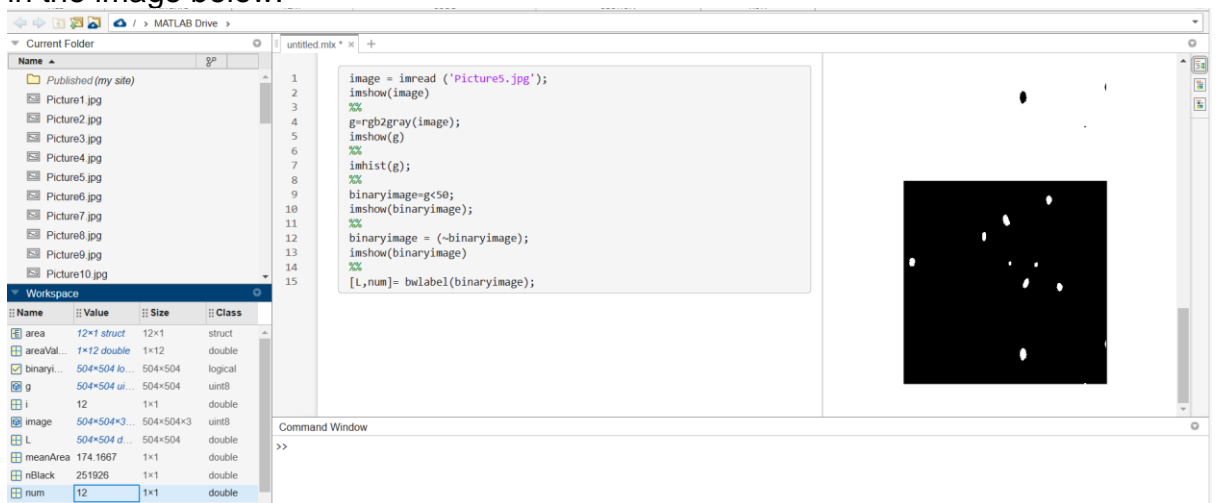 in the image below.
/ › MATLAB Drive ›
Current Folder
Name
Published (my site)
Picture1.jpg
Picture2.jpg
Picture3.jpg
Picture4.jpg
Picture5.jpg
Picture6.jpg
Picture7.jpg
Picture8.jpg
Picture9.jpg
Picture10.jpg
Workspace
Name Value Size Class
area 12×1 struct 12×1 struct
areaVal... 1×12 double 1×12 double
binaryi... 504×504 lo... 504×504 logical
g 504×504 ui... 504×504 uint8
i 12 1×1 double
image 504×504×3... 504×504×3 uint8
L 504×504 d... 504×504 double
meanArea 174.1667 1×1 double
nBlack 251926 1×1 double
num 12 1×1 double
untitled.mlx * × +
1 image = imread ('Picture5.jpg');
2 imshow(image)
3 %%
4 g=rgb2gray(image);
5 imshow(g)
6 %%
7 imhist(g);
8 %%
9 binaryimage=g<50;
10 imshow(binaryimage);
11 %%
12 binaryimage = (~binaryimage);
13 imshow(binaryimage)
14 %%
15 [L,num]= bwlabel(binaryimage);
Command Window
>>